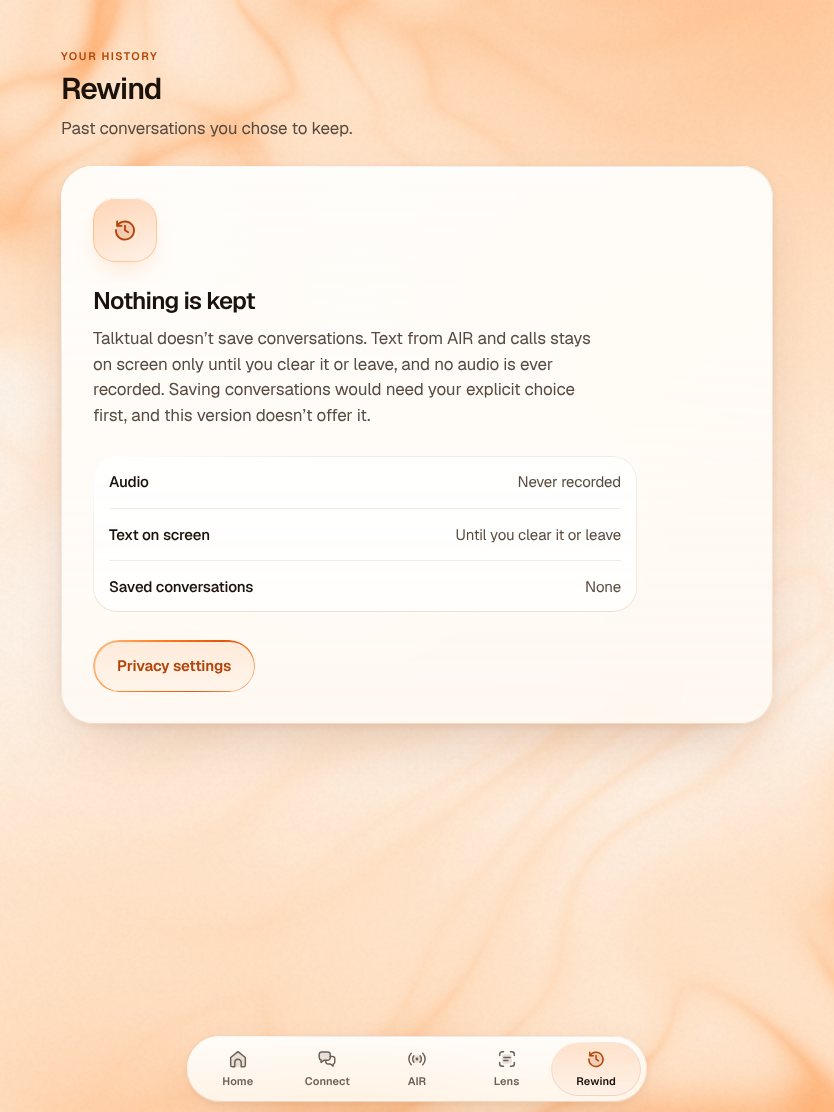 YOUR HISTORY
Rewind
Past conversations you chose to keep.
Nothing is kept
Talktual doesn’t save conversations. Text from AIR and calls stays
on screen only until you clear it or leave, and no audio is ever
recorded. Saving conversations would need your explicit choice
first, and this version doesn’t offer it.
Audio Never recorded
Text on screen Until you clear it or leave
Saved conversations None
Privacy settings
Home Connect AIR Lens Rewind